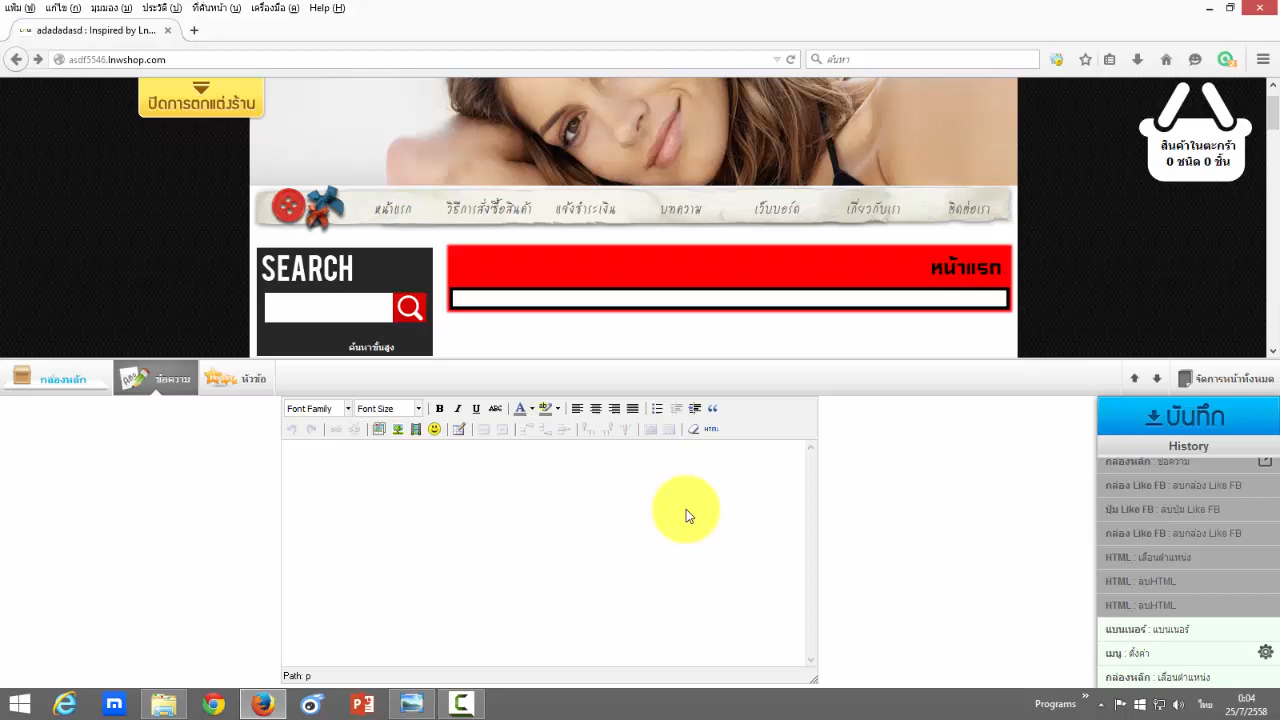 แฟ้ม (ฟ) แก้ไข (ก) มุมมอง (ม) ประวัติ (ป) ที่คั่นหน้า (น) เครื่องมือ (ค) Help (H)
adadadasd : Inspired by Ln...
asdf5546.lnwshop.com
ค้นหา
ปิดการตกแต่งร้าน
สินค้าในตะกร้า
0 ชนิด 0 ชิ้น
หน้าแรก วิธีการสั่งซื้อสินค้า แจ้งชำระเงิน บทความ เว็บบอร์ด เกี่ยวกับเรา ติดต่อเรา
SEARCH
หน้าแรก
ค้นหาขั้นสูง
กล่องหลัก ข้อความ หัวข้อ จัดการหน้าทั้งหมด
Font Family Font Size B I U ABC A
HTML
บันทึก
History
กล่องหลัก : ข้อความ
กล่อง Like FB : ลบกล่อง Like FB
ปุ่ม Like FB : ลบปุ่ม Like FB
กล่อง Like FB : ลบกล่อง Like FB
HTML : เลื่อนตำแหน่ง
HTML : ลบHTML
HTML : ลบHTML
แบนเนอร์ : แบนเนอร์
เมนู : ตั้งค่า
กล่องหลัก : เลื่อนตำแหน่ง
Path: p
Programs
ไทย
0:04
25/7/2558